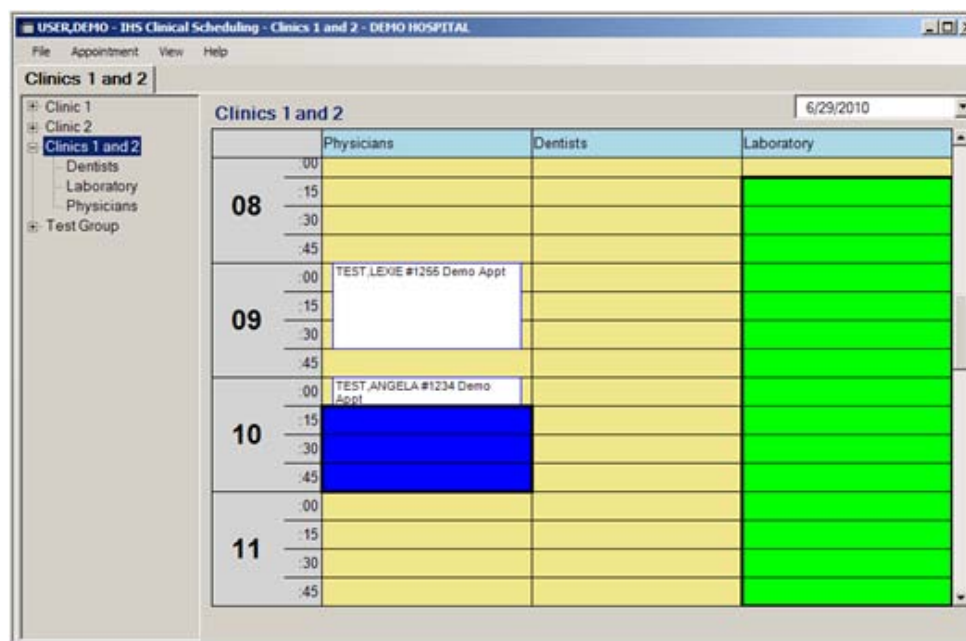 USER,DEMO - IHS Clinical Scheduling - Clinics 1 and 2 - DEMO HOSPITAL
File Appointment View Help
Clinics 1 and 2
Clinic 1
Clinic 2
Clinics 1 and 2
Dentists
Laboratory
Physicians
Test Group
Clinics 1 and 2
6/29/2010
Physicians Dentists Laboratory
08
:00
:15
:30
:45
09
:00
:15
:30
:45
TEST,LEXIE #1255 Demo Appt
10
:00
:15
:30
:45
TEST,ANGELA #1234 Demo
Appt
11
:00
:15
:30
:45